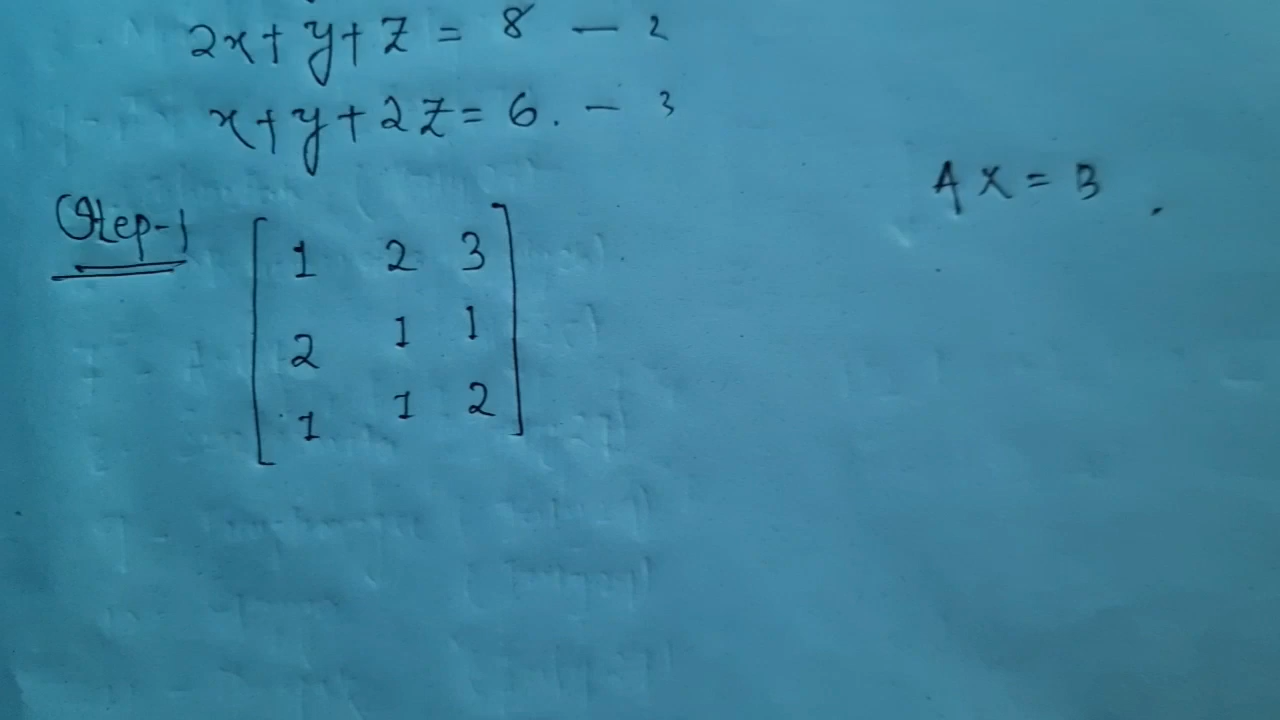 2x + y + z = 8 — 2
x + y + 2z = 6. — 3
AX = B.
Step-1
1 2 3
2 1 1
1 1 2